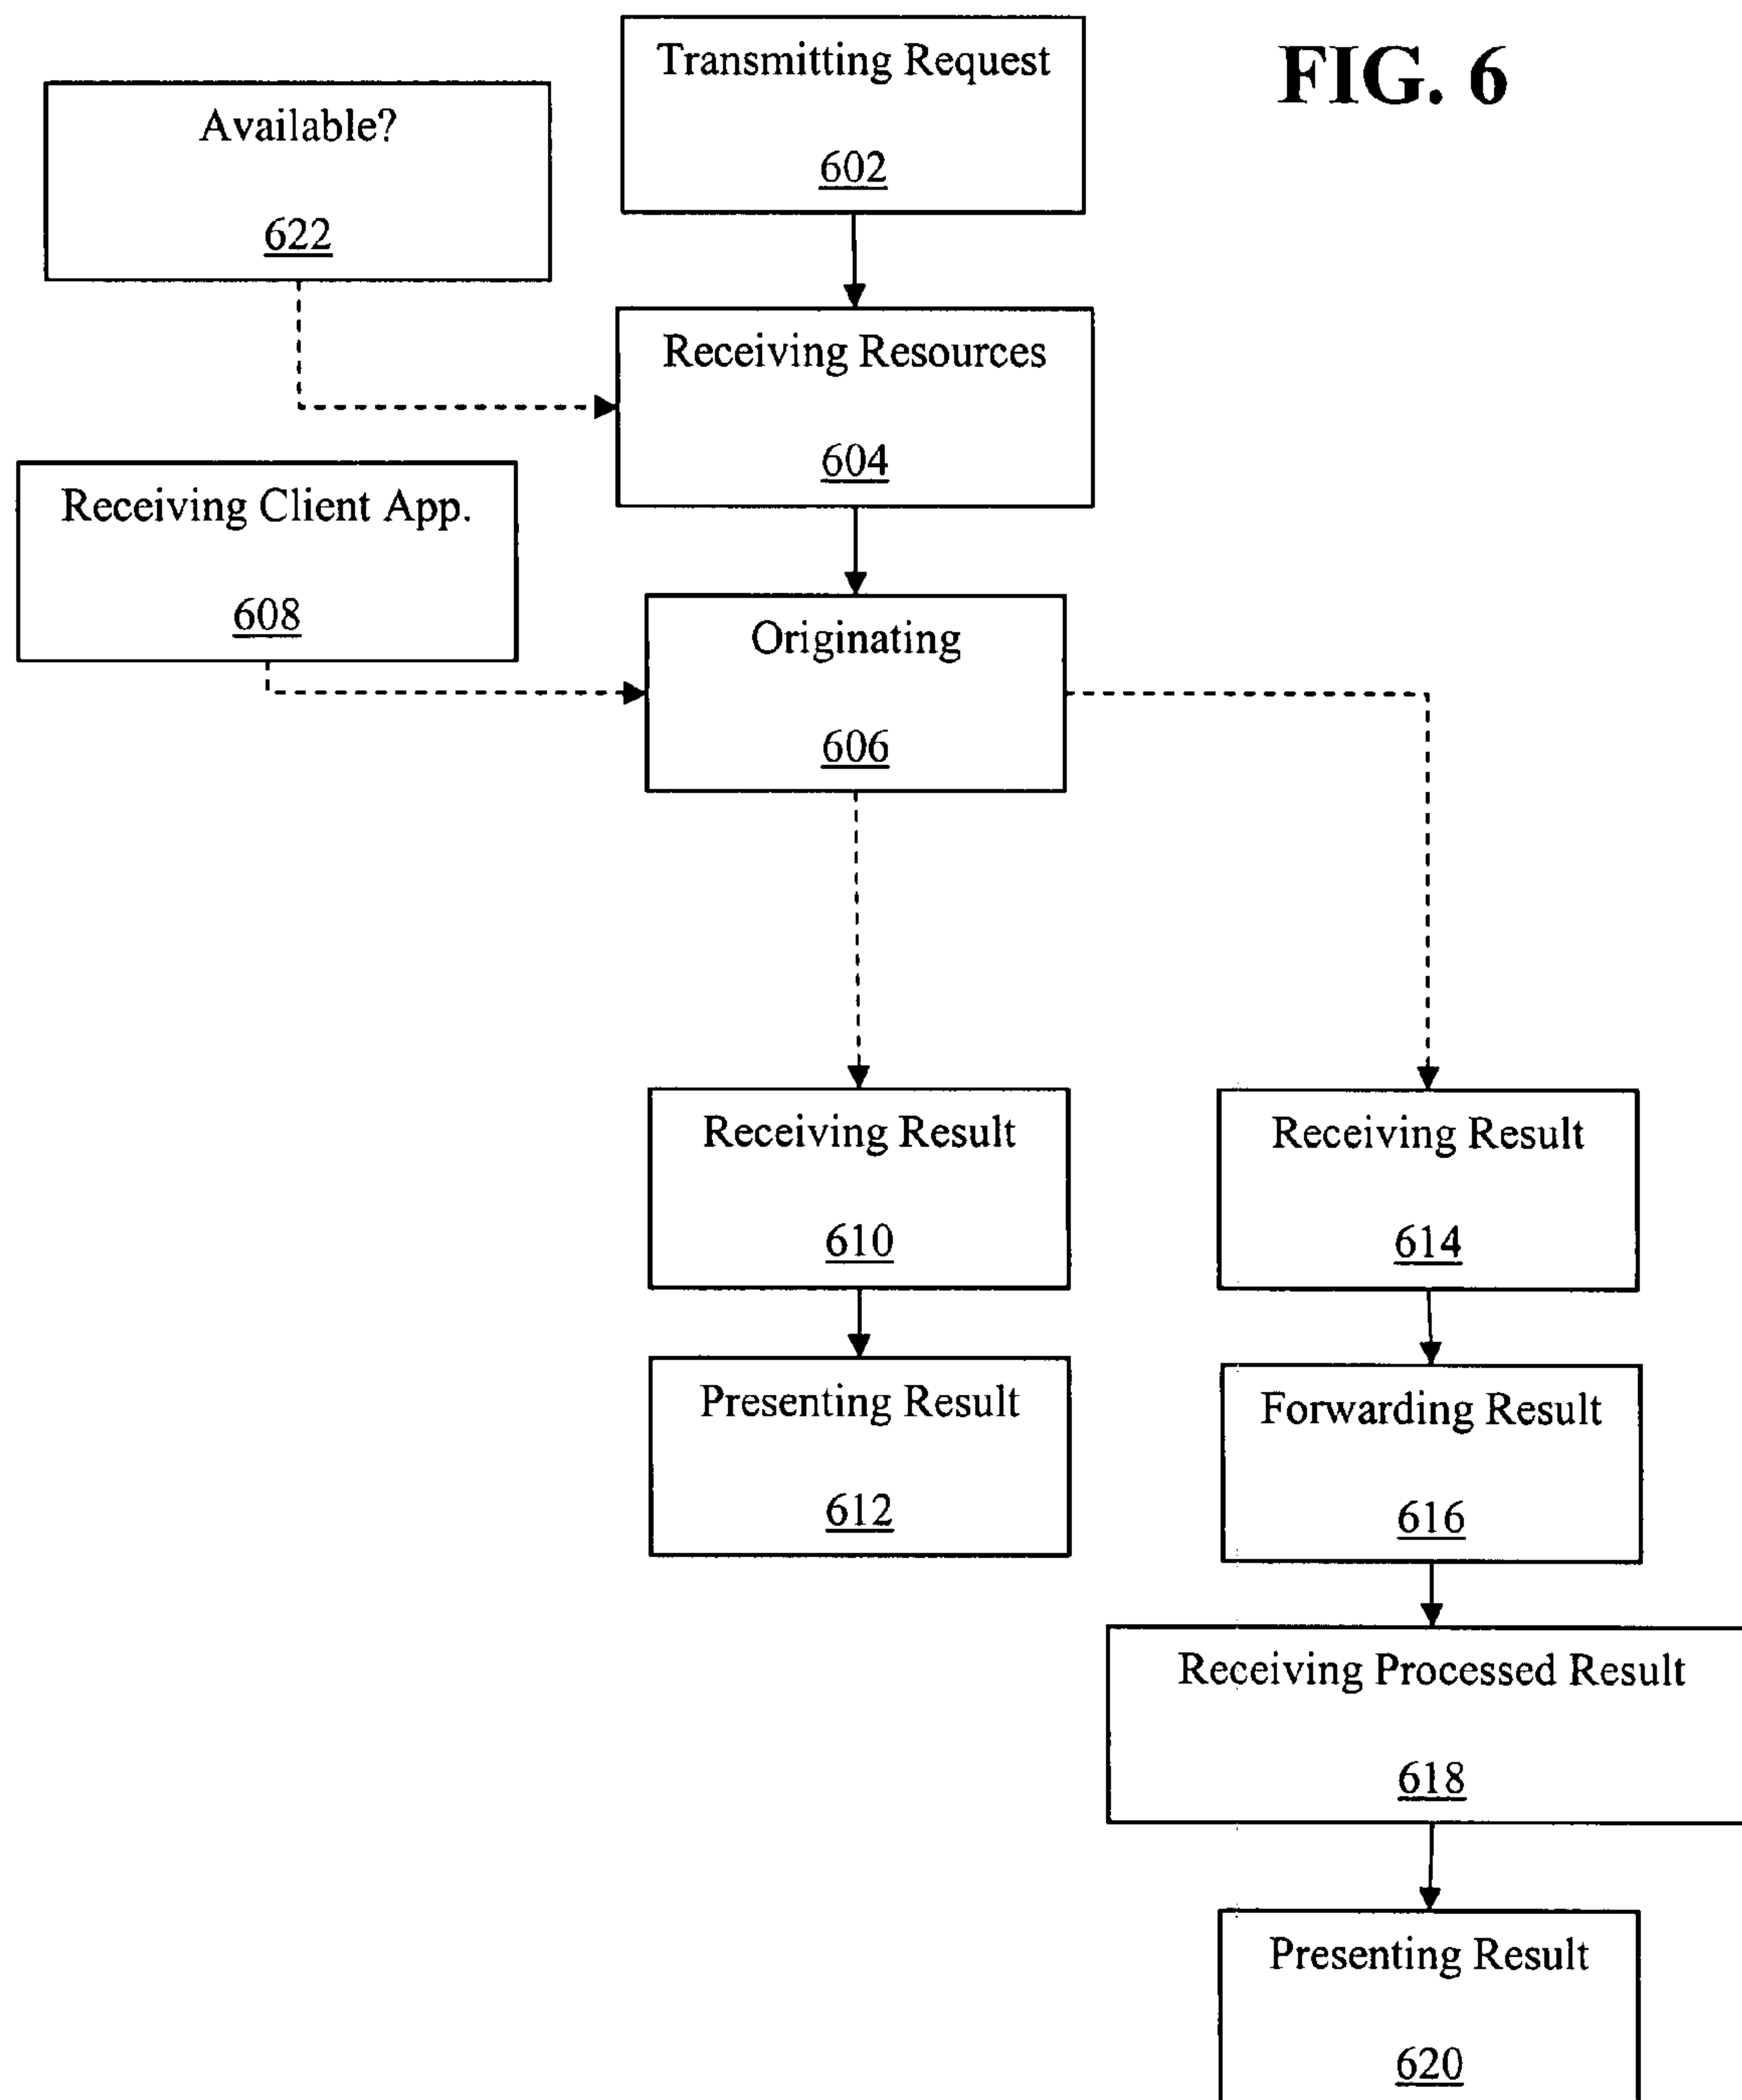 FIG. 6
Transmitting Request
602
Available?
622
Receiving Resources
604
Receiving Client App.
608
Originating
606
Receiving Result
610
Receiving Result
614
Presenting Result
612
Forwarding Result
616
Receiving Processed Result
618
Presenting Result
620